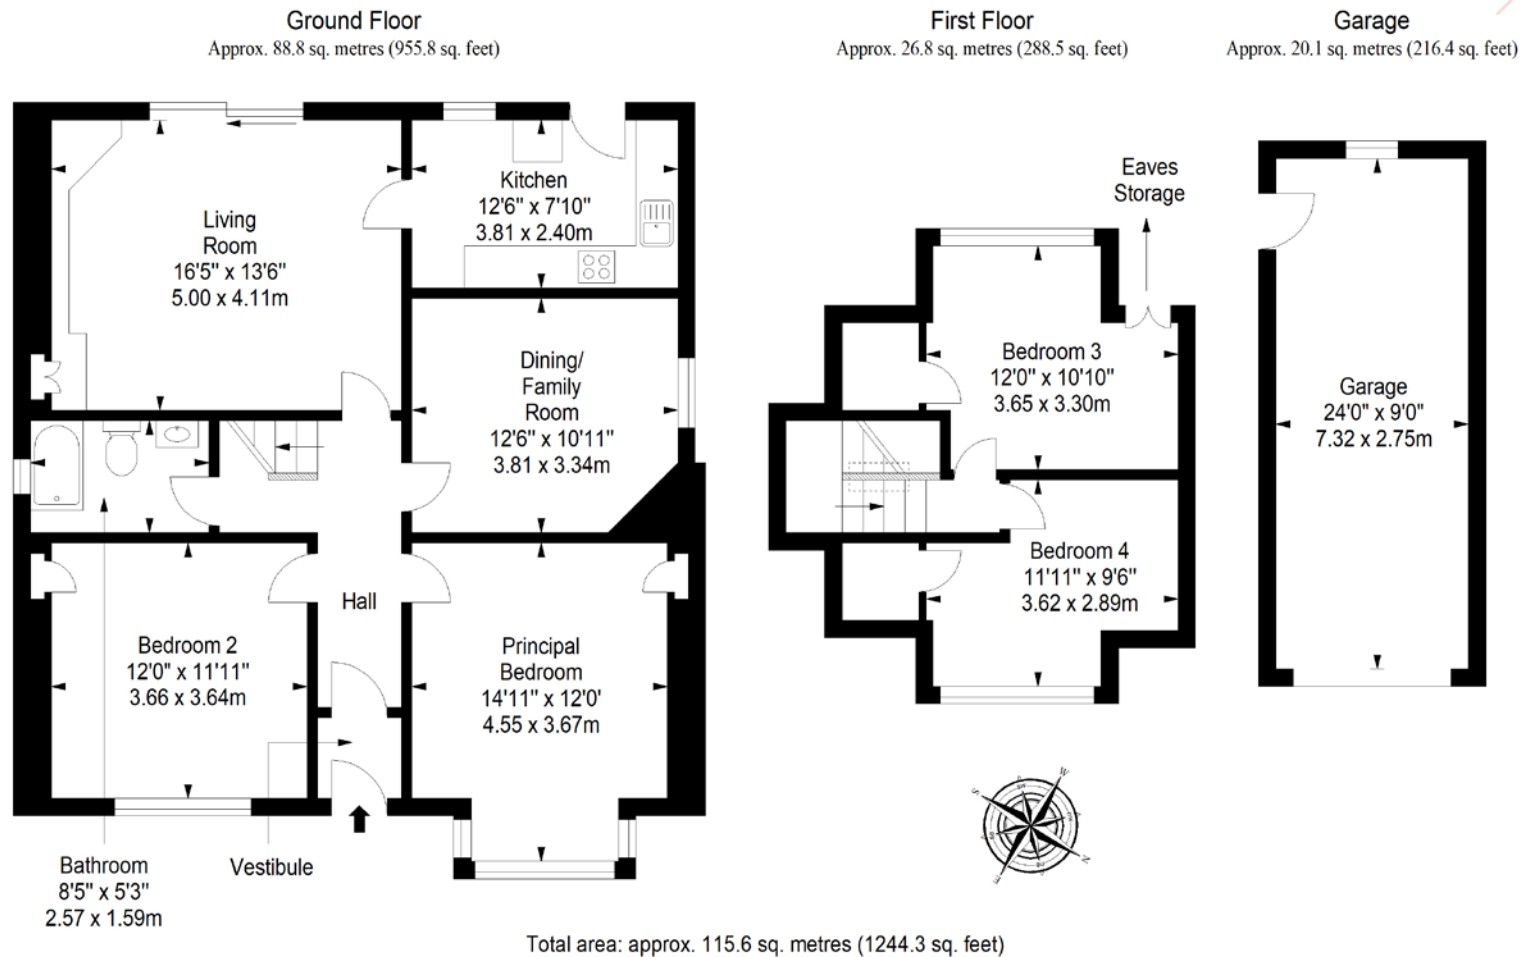 Ground Floor
Approx. 88.8 sq. metres (955.8 sq. feet)
First Floor
Approx. 26.8 sq. metres (288.5 sq. feet)
Garage
Approx. 20.1 sq. metres (216.4 sq. feet)
Living
Room
16'5" x 13'6"
5.00 x 4.11m
Kitchen
12'6" x 7'10"
3.81 x 2.40m
Dining/
Family
Room
12'6" x 10'11"
3.81 x 3.34m
Hall
Bedroom 2
12'0" x 11'11"
3.66 x 3.64m
Principal
Bedroom
14'11" x 12'0'
4.55 x 3.67m
Bathroom
8'5" x 5'3"
2.57 x 1.59m
Vestibule
Eaves
Storage
Bedroom 3
12'0" x 10'10"
3.65 x 3.30m
Bedroom 4
11'11" x 9'6"
3.62 x 2.89m
Garage
24'0" x 9'0"
7.32 x 2.75m
W
S
N
E
Total area: approx. 115.6 sq. metres (1244.3 sq. feet)